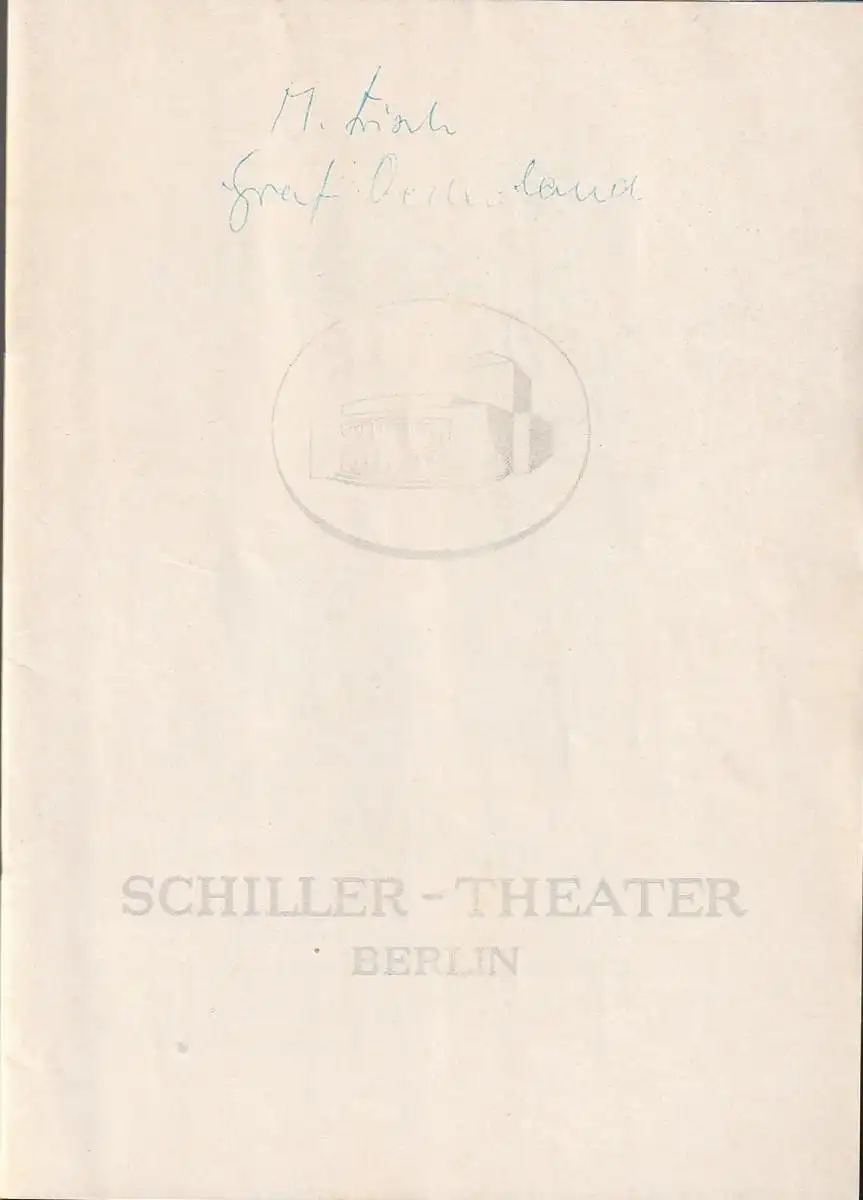 M. Frisch
Graf Oederland
SCHILLER - THEATER
BERLIN